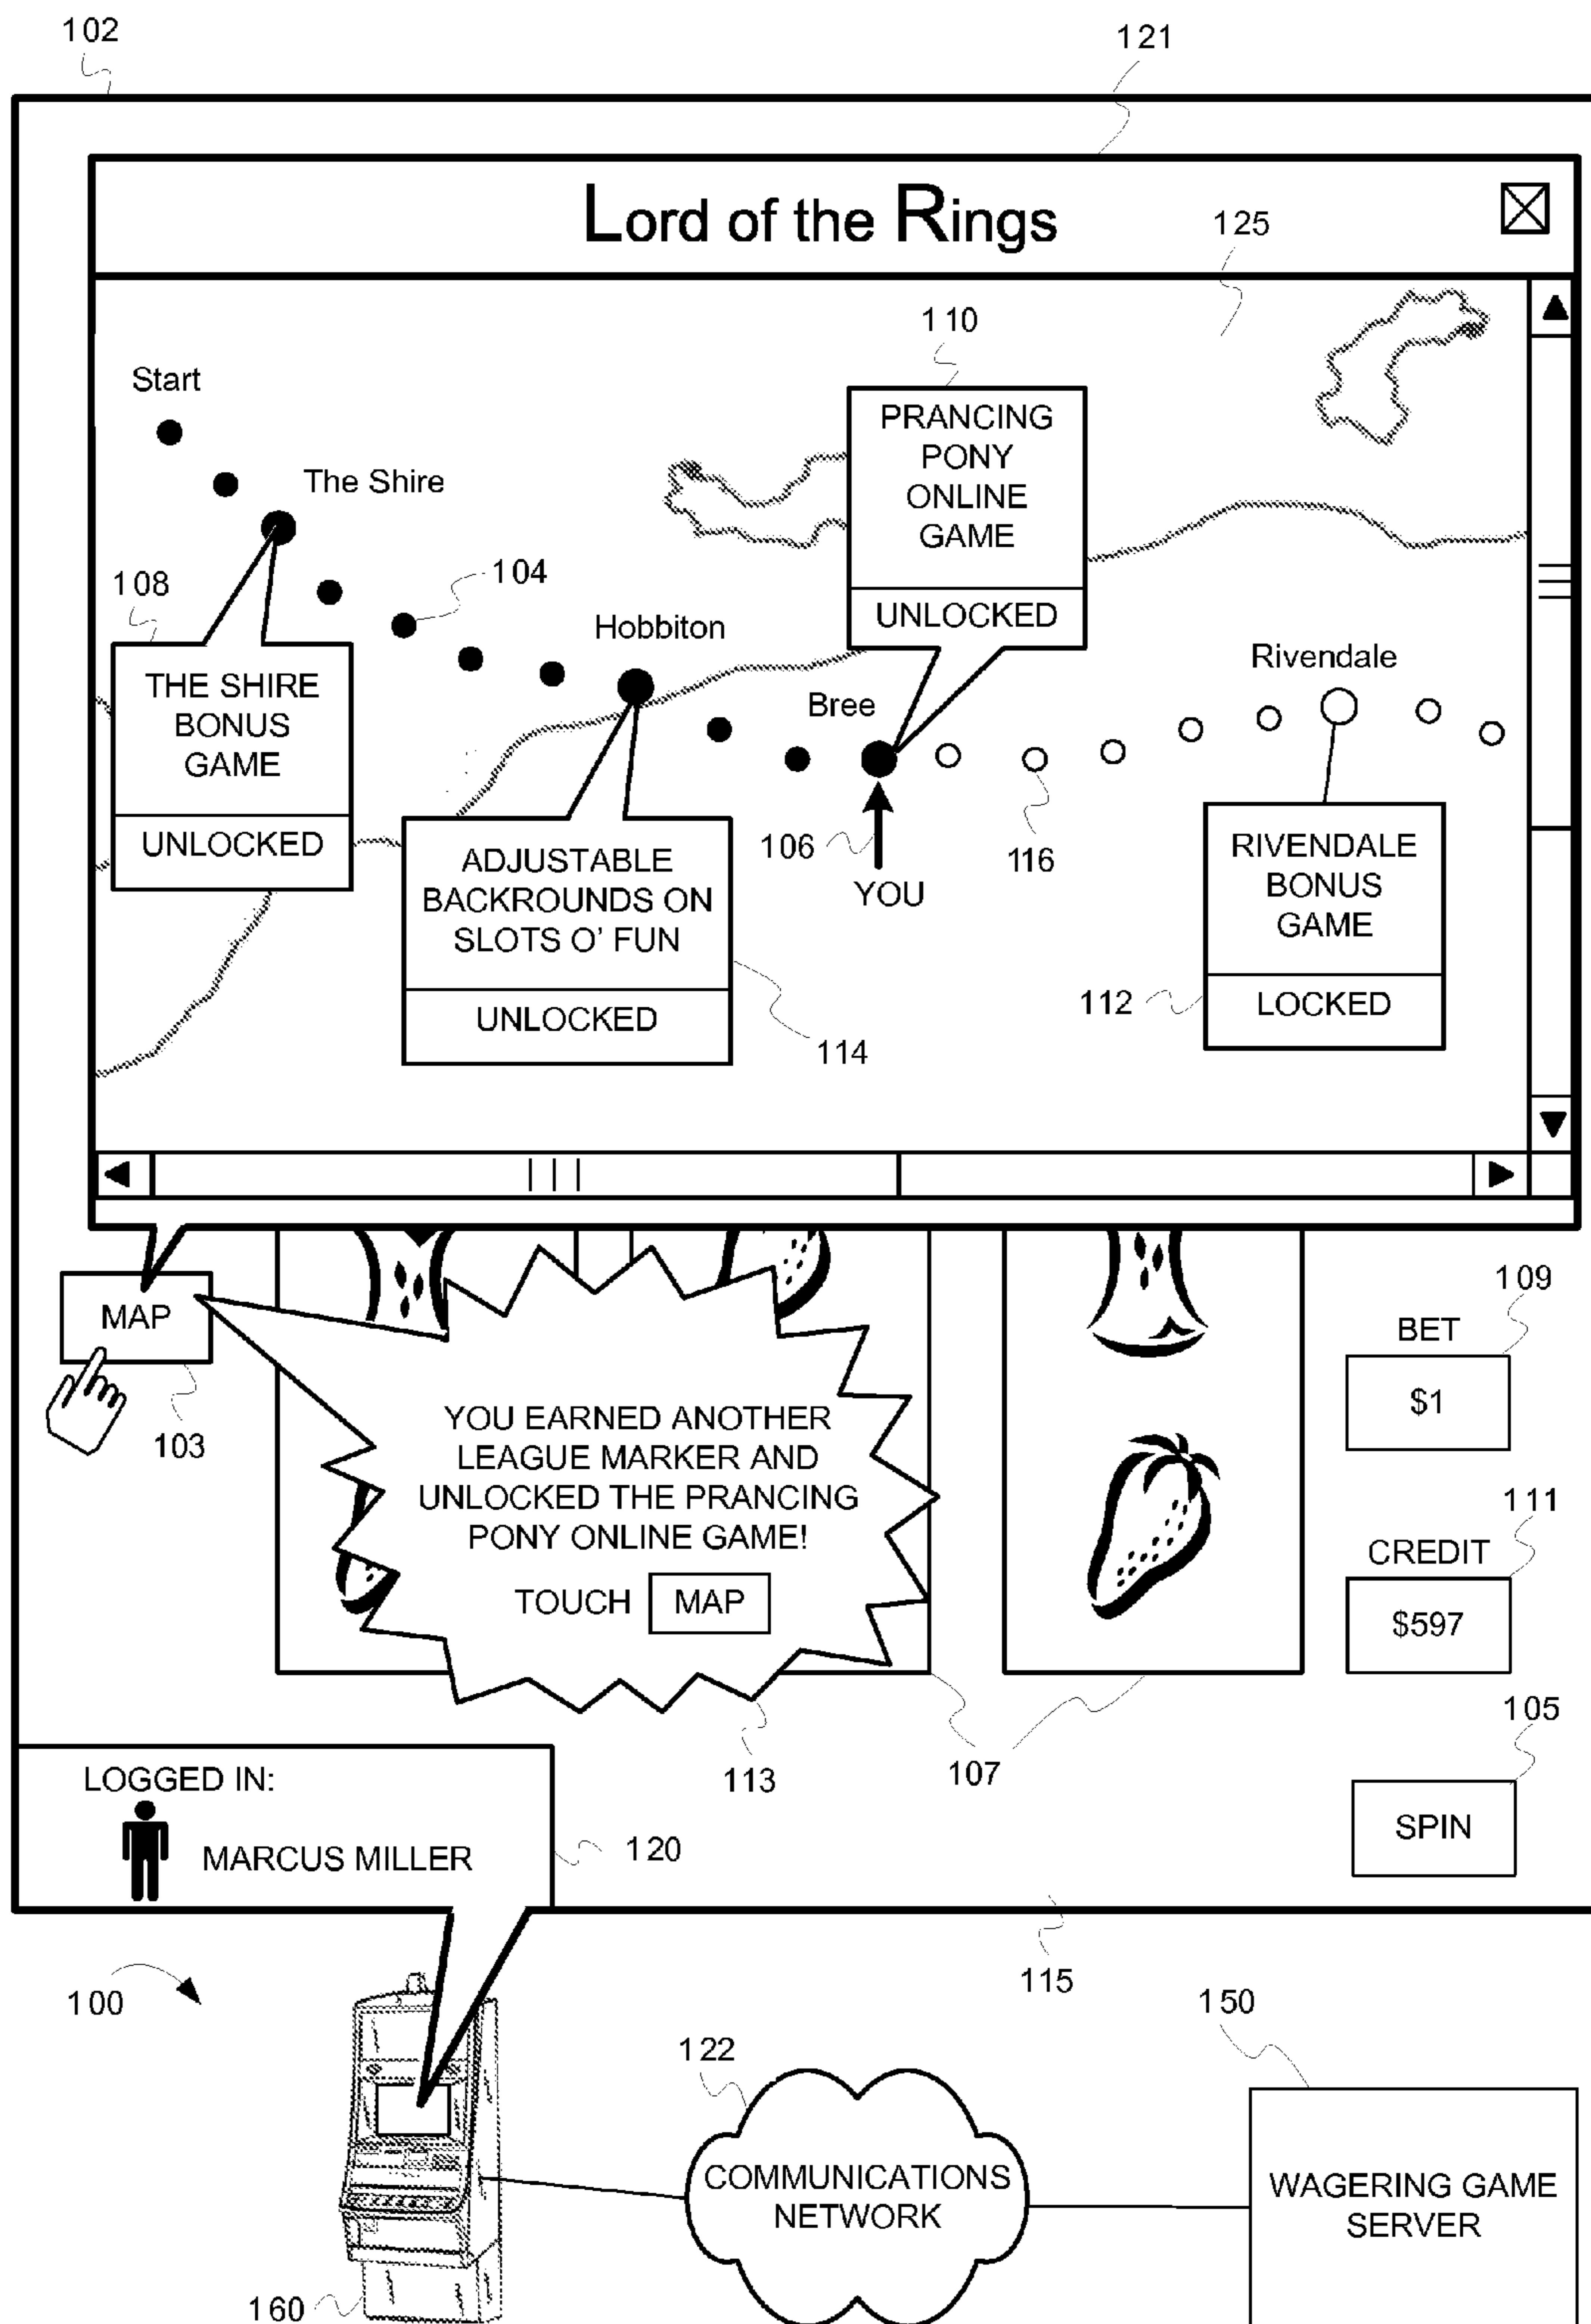 102
121
Lord of the Rings
125
110
Start
PRANCING
PONY
ONLINE
GAME
UNLOCKED
The Shire
108
104
Hobbiton
Rivendale
THE SHIRE
BONUS
GAME
UNLOCKED
Bree
106
YOU
116
ADJUSTABLE
BACKROUNDS ON
SLOTS O' FUN
UNLOCKED
114
RIVENDALE
BONUS
GAME
LOCKED
112
MAP
103
109
BET
$1
YOU EARNED ANOTHER
LEAGUE MARKER AND
UNLOCKED THE PRANCING
PONY ONLINE GAME!
TOUCH MAP
111
CREDIT
$597
113
107
105
SPIN
LOGGED IN:
MARCUS MILLER
120
115
100
150
122
COMMUNICATIONS
NETWORK
WAGERING GAME
SERVER
160